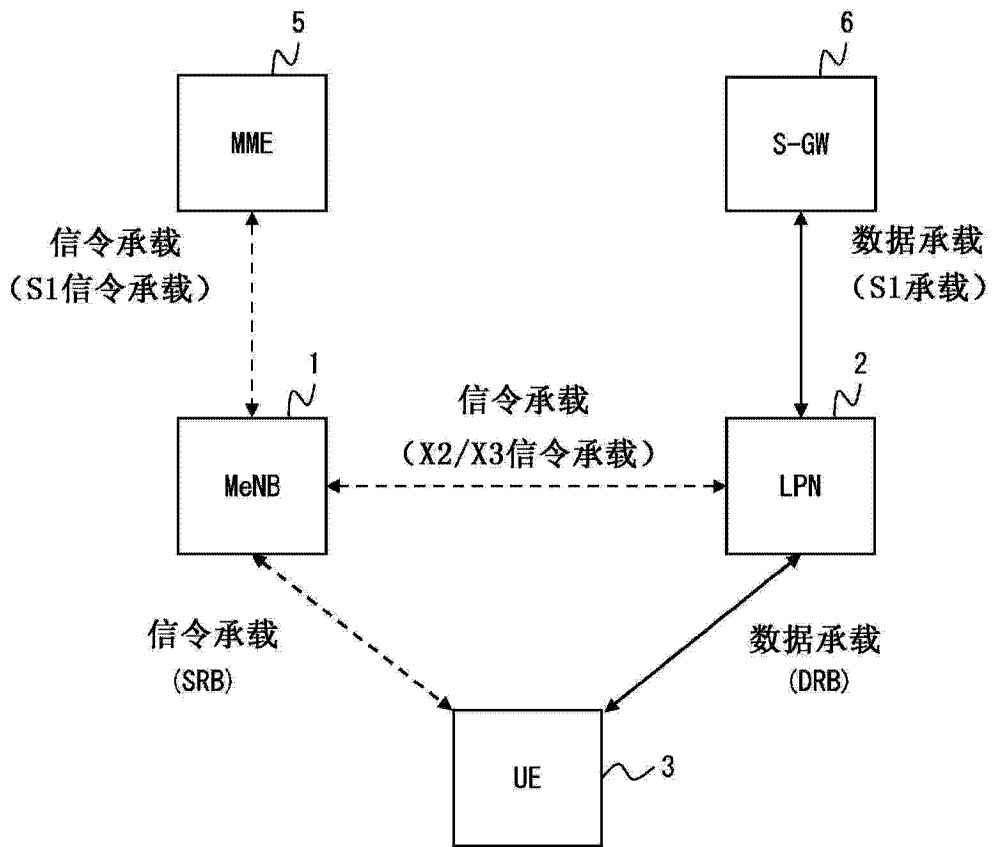 5
6
MME
S-GW
信令承载
(S1信令承载)
数据承载
(S1承载)
1
2
信令承载
(X2/X3信令承载)
MeNB
LPN
信令承载
(SRB)
数据承载
(DRB)
UE
3